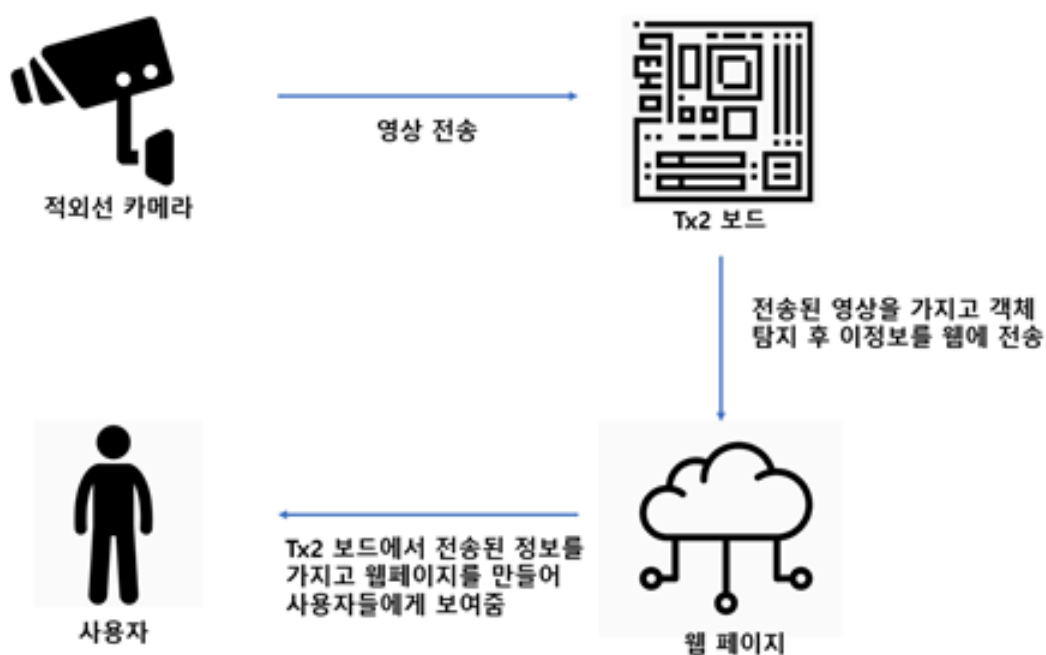 영상 전송
적외선 카메라
Tx2 보드
전송된 영상을 가지고 객체
탐지 후 이정보를 웹에 전송
Tx2 보드에서 전송된 정보를
가지고 웹페이지를 만들어
사용자들에게 보여줌
사용자
웹 페이지